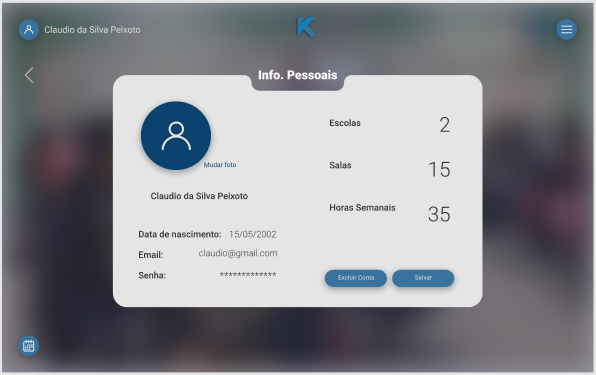 Claudio da Silva Peixoto
K
Info. Pessoais
Mudar foto
Claudio da Silva Peixoto
Data de nascimento: 15/05/2002
Email: claudio@gmail.com
Senha: *************
Escolas 2
Salas 15
Horas Semanais 35
Excluir Conta
Salvar